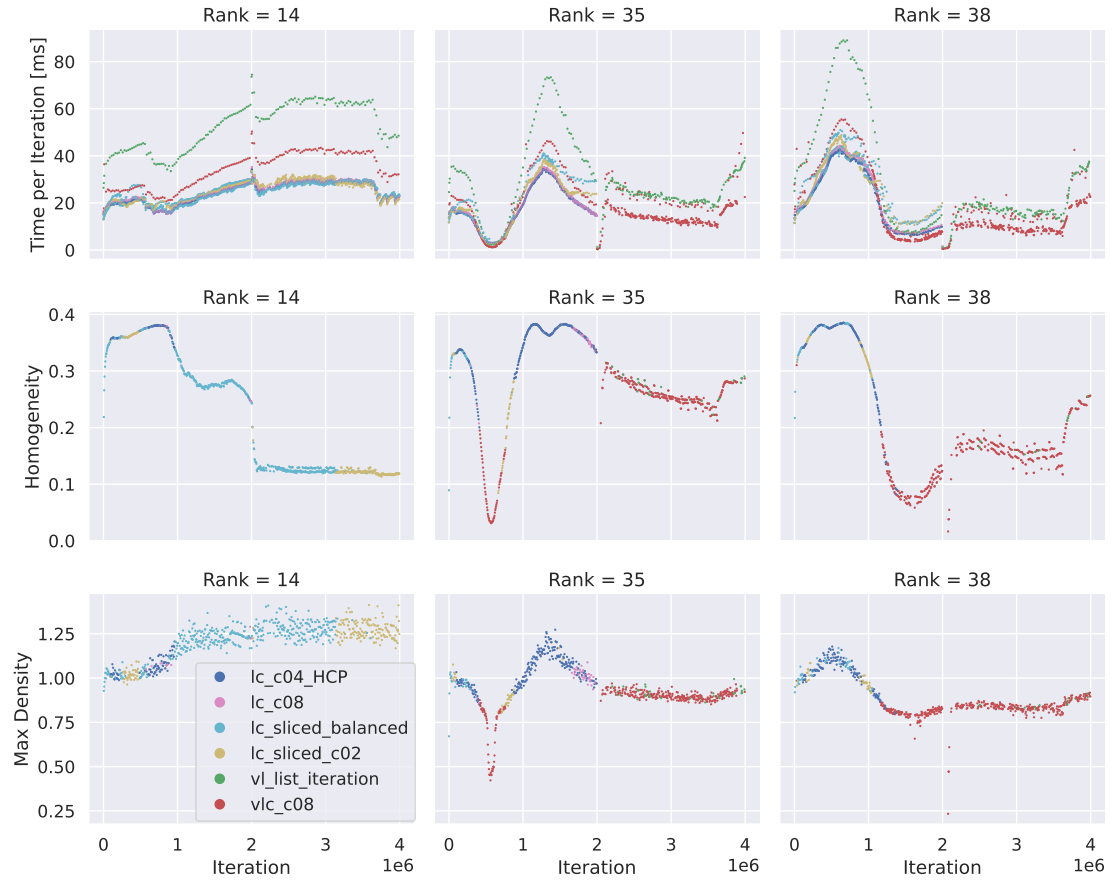 Rank = 14 Rank = 35 Rank = 38
Time per Iteration [ms]
80
60
40
20
0
Rank = 14 Rank = 35 Rank = 38
Homogeneity
0.4
0.3
0.2
0.1
0.0
Rank = 14 Rank = 35 Rank = 38
Max Density
1.25
1.00
0.75
0.50
0.25
lc_c04_HCP
lc_c08
lc_sliced_balanced
lc_sliced_c02
vl_list_iteration
vlc_c08
0 1 2 3 4 0 1 2 3 4 0 1 2 3 4
Iteration 1e6 Iteration 1e6 Iteration 1e6